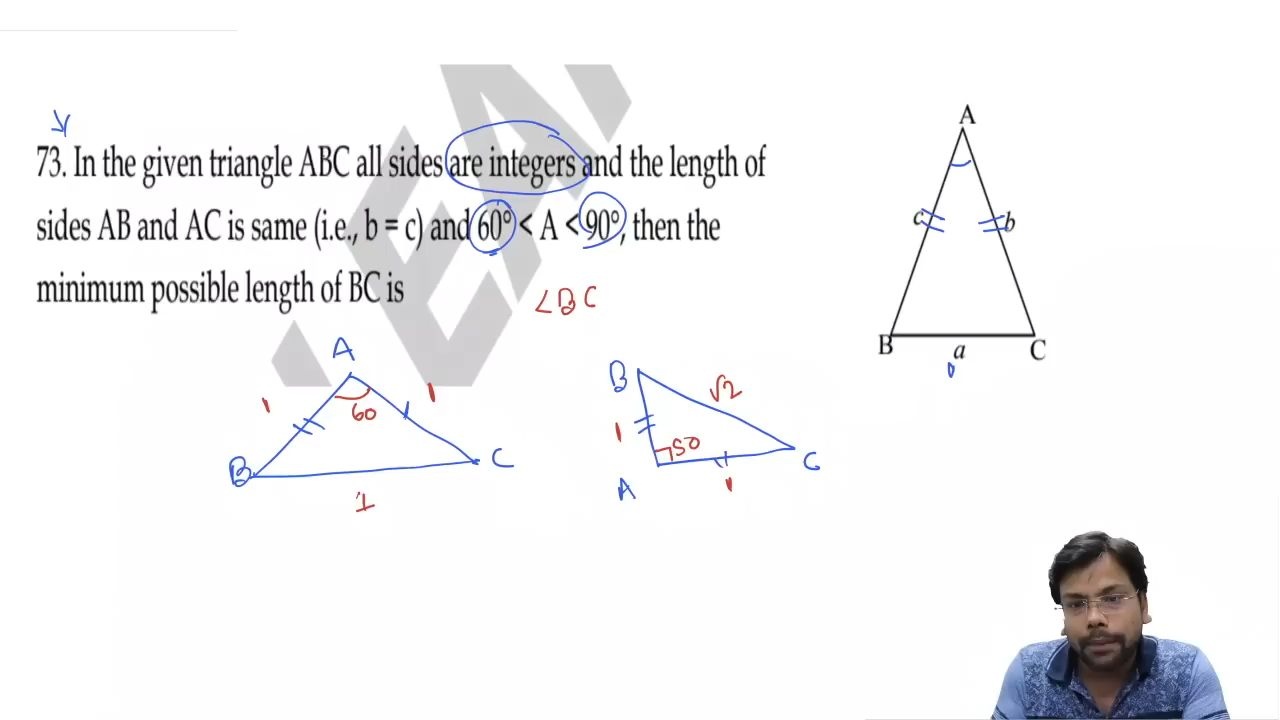 73. In the given triangle ABC all sides are integers and the length of
sides AB and AC is same (i.e., b = c) and 60° < A < 90°, then the
minimum possible length of BC is
∠BC
A
c
b
B
a
C
A
1
1
60
B
C
1
B
√2
1
90
A
1
C